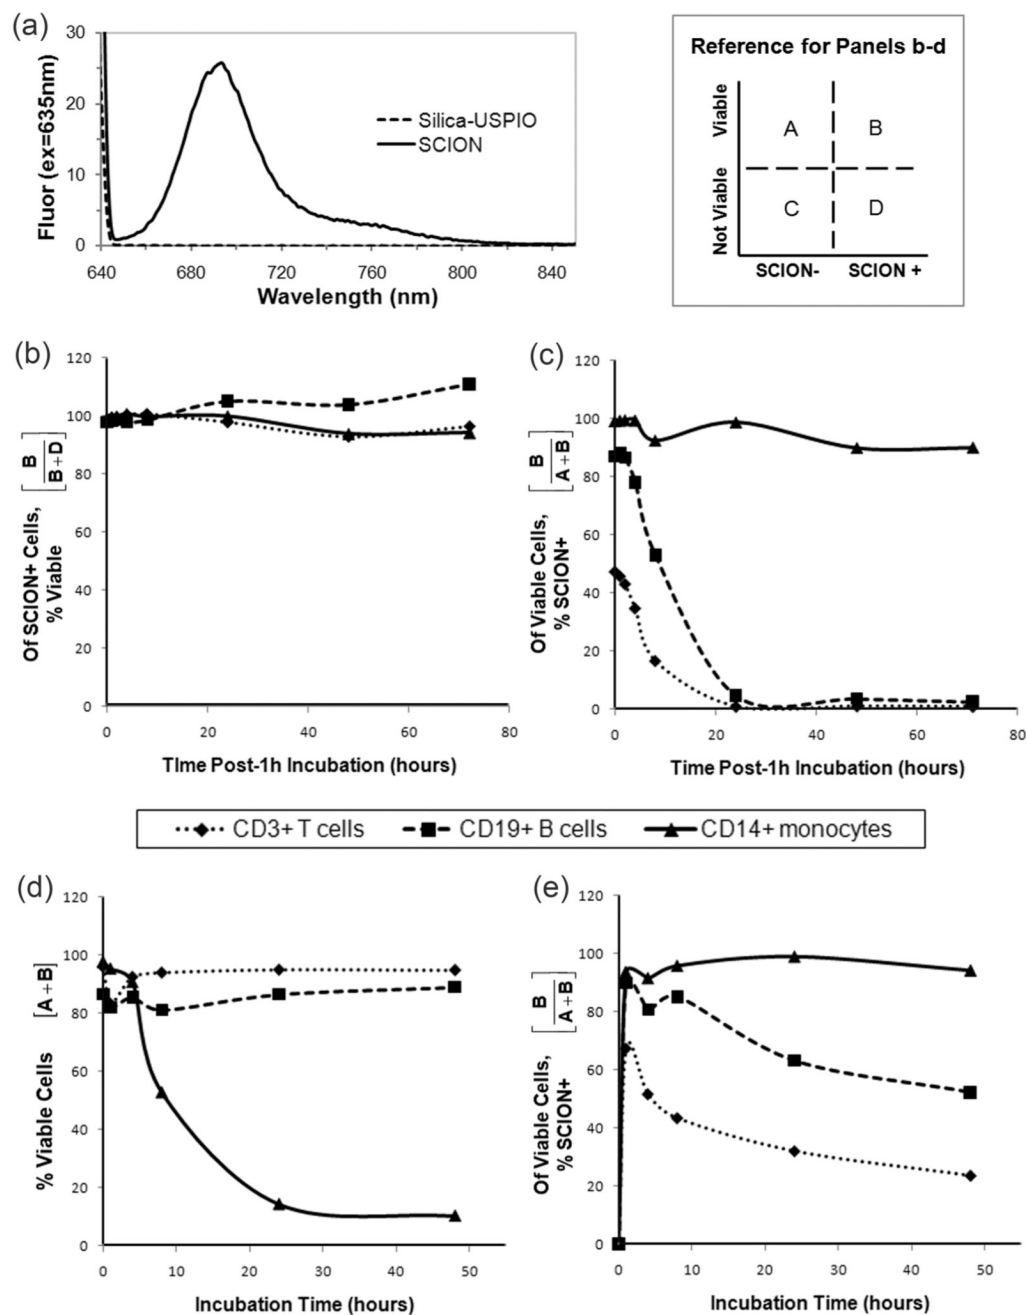 (a)
30
20
10
0
Fluor (ex=635nm)
640 680 720 760 800 840
Wavelength (nm)
Silica-USPIO
SCION
Reference for Panels b-d
Viable
Not Viable
A B
C D
SCION- SCION +
(b)
120
100
80
60
40
20
0
Of SCION+ Cells,
% Viable
[B / B+D]
0 20 40 60 80
TIme Post-1h Incubation (hours)
(c)
120
100
80
60
40
20
0
Of Viable Cells,
% SCION+
[B / A+B]
0 20 40 60 80
Time Post-1h Incubation (hours)
CD3+ T cells CD19+ B cells CD14+ monocytes
(d)
120
100
80
60
40
20
0
% Viable Cells [A+B]
0 10 20 30 40 50
Incubation Time (hours)
(e)
120
100
80
60
40
20
0
Of Viable Cells,
% SCION+
[B / A+B]
0 10 20 30 40 50
Incubation Time (hours)